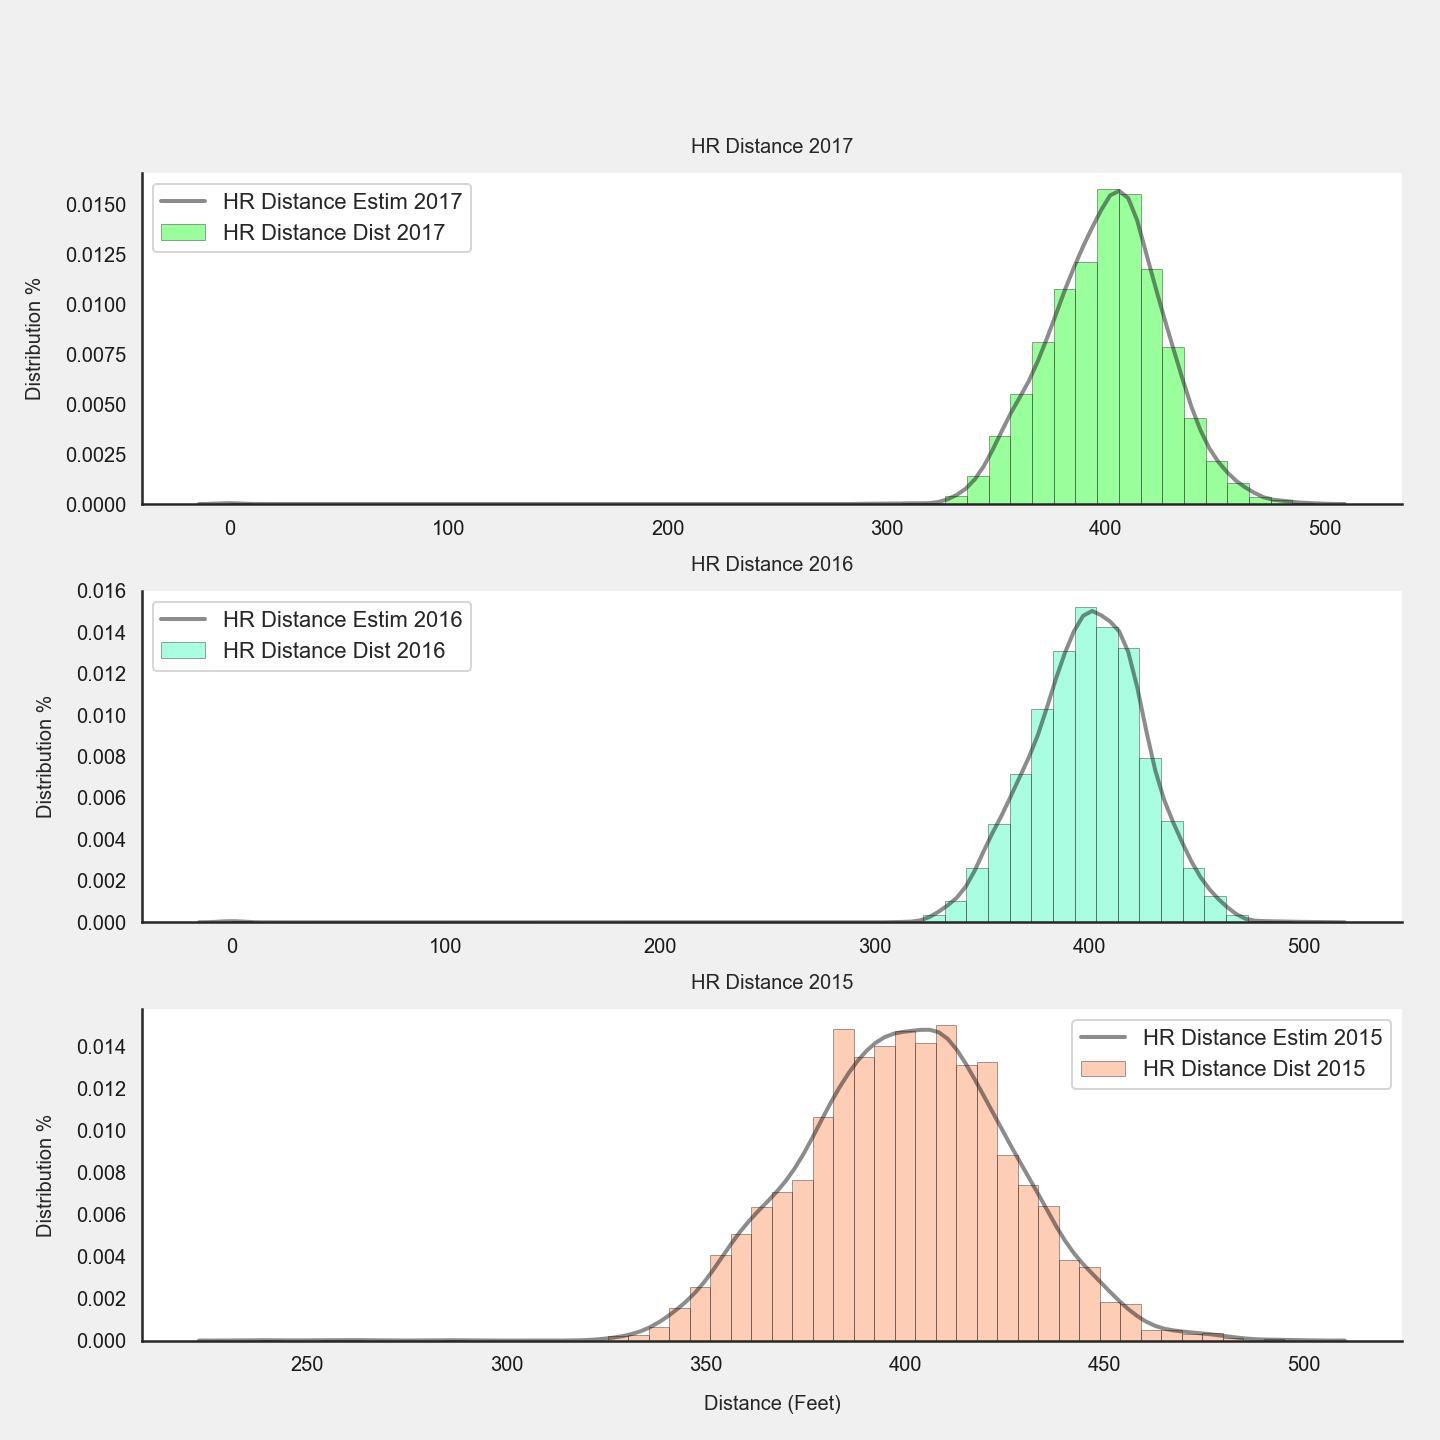 HR Distance 2017
HR Distance Estim 2017
HR Distance Dist 2017
Distribution %
0.0150
0.0125
0.0100
0.0075
0.0050
0.0025
0.0000
0 100 200 300 400 500
HR Distance 2016
HR Distance Estim 2016
HR Distance Dist 2016
Distribution %
0.016
0.014
0.012
0.010
0.008
0.006
0.004
0.002
0.000
0 100 200 300 400 500
HR Distance 2015
HR Distance Estim 2015
HR Distance Dist 2015
Distribution %
0.014
0.012
0.010
0.008
0.006
0.004
0.002
0.000
250 300 350 400 450 500
Distance (Feet)